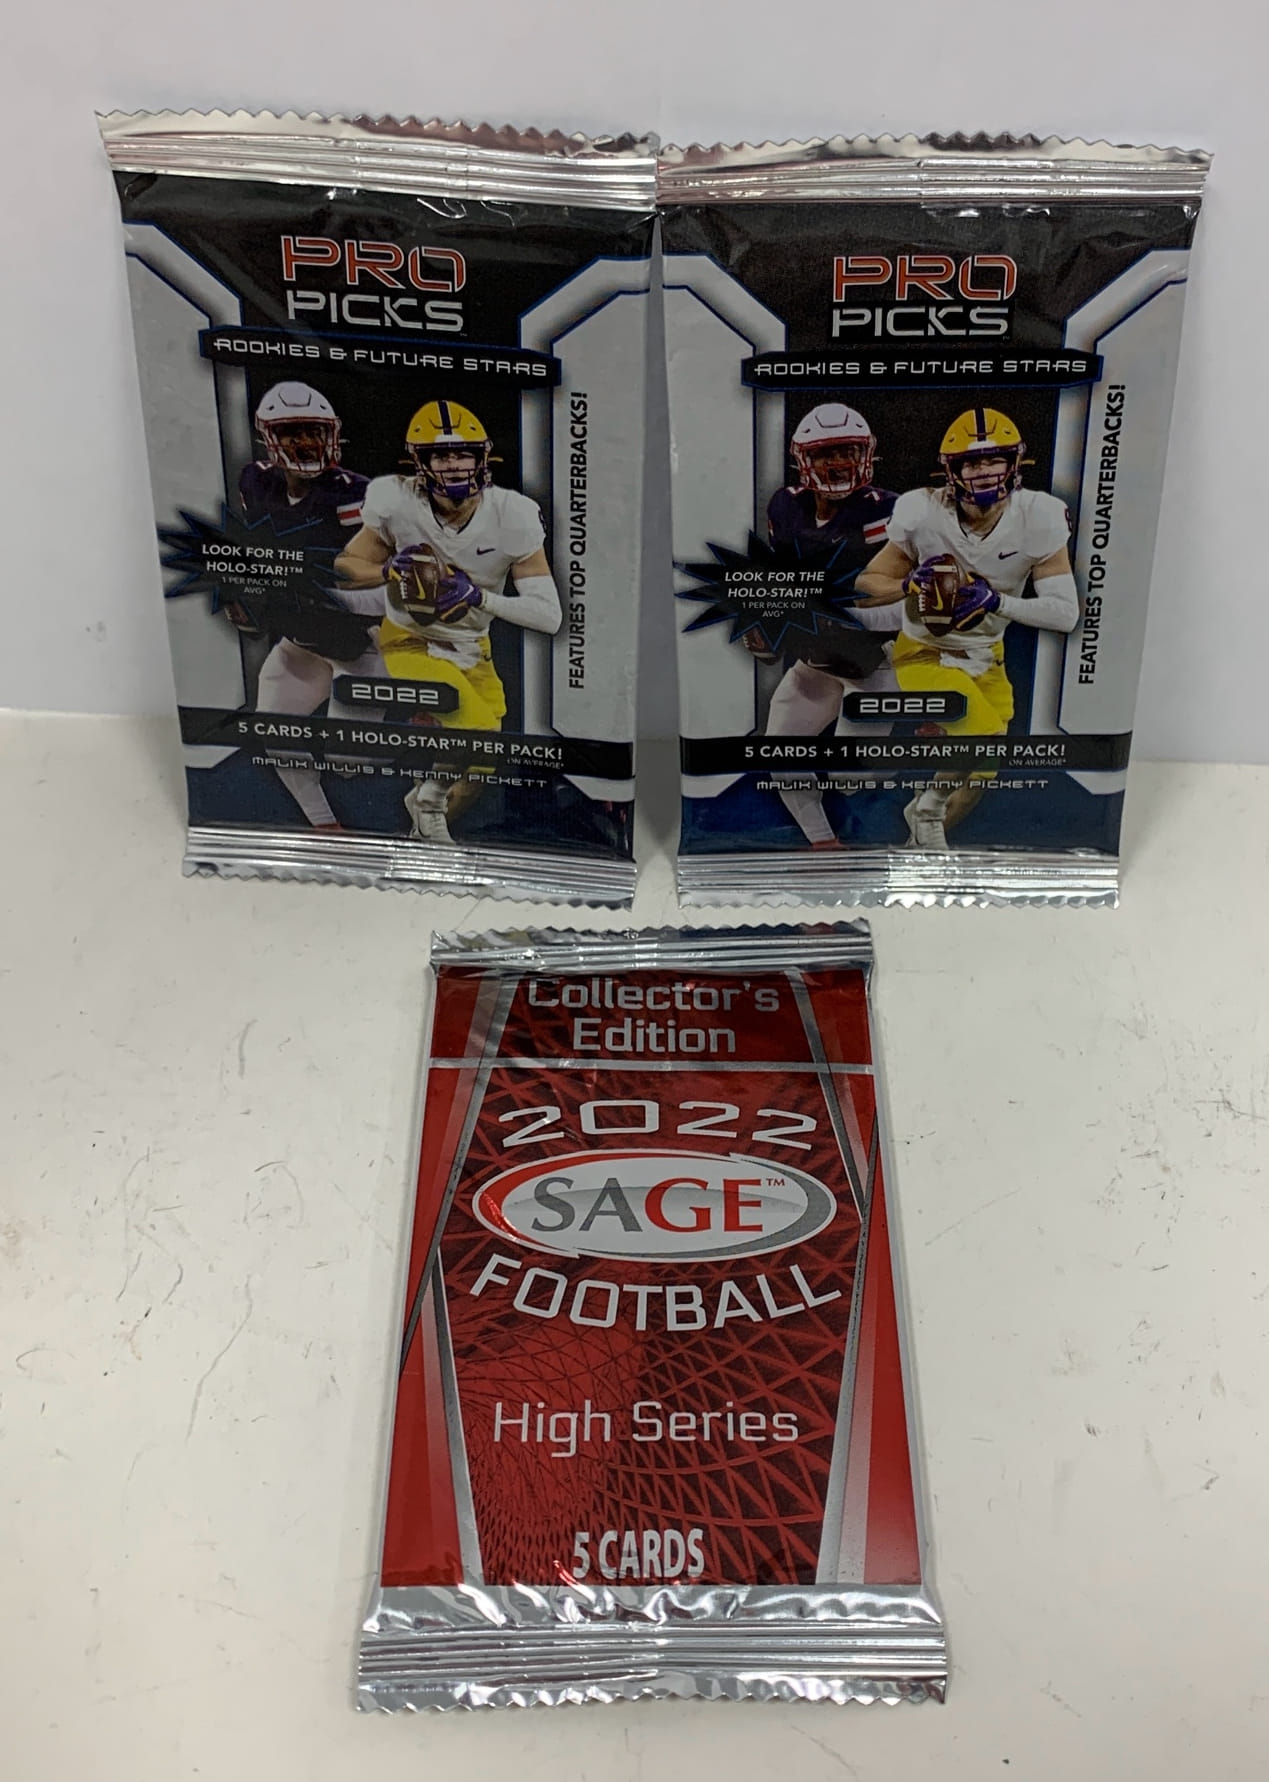 PRO
PICKS
ROOKIES & FUTURE STARS
FEATURES TOP QUARTERBACKS!
LOOK FOR THE
HOLO-STAR!™
1 PER PACK ON
AVG*
2022
5 CARDS + 1 HOLO-STAR™ PER PACK!
ON AVERAGE*
MALIK WILLIS & KENNY PICKETT
PRO
PICKS
ROOKIES & FUTURE STARS
FEATURES TOP QUARTERBACKS!
LOOK FOR THE
HOLO-STAR!™
1 PER PACK ON
AVG*
2022
5 CARDS + 1 HOLO-STAR™ PER PACK!
ON AVERAGE*
MALIK WILLIS & KENNY PICKETT
Collector's
Edition
2022
SAGE™
FOOTBALL
High Series
5 CARDS